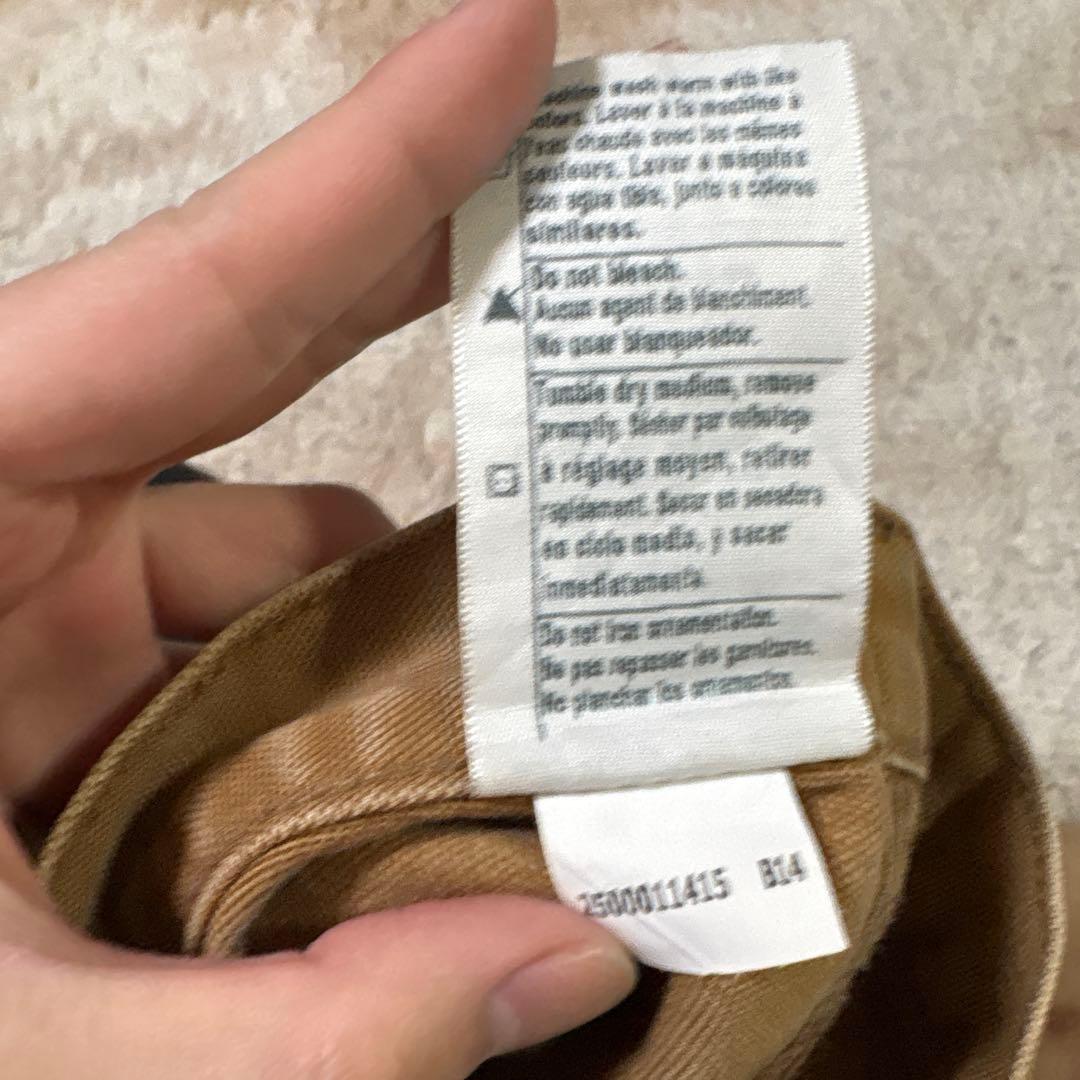 Machine wash warm with like
colors. Laver à la machine à
l'eau chaude avec les mêmes
couleurs. Lavar a máquina
con agua tibia, junto a colores
similares.
Do not bleach.
Aucun agent de blanchiment.
No usar blanqueador.
Tumble dry medium, remove
promptly. Sécher par culbutage
à réglage moyen, retirer
rapidement. Secar en secadora
en ciclo medio, y sacar
inmediatamente.
Do not iron ornamentation.
Ne pas repasser les garnitures.
No planchar los ornamentos.
3500011415 B14